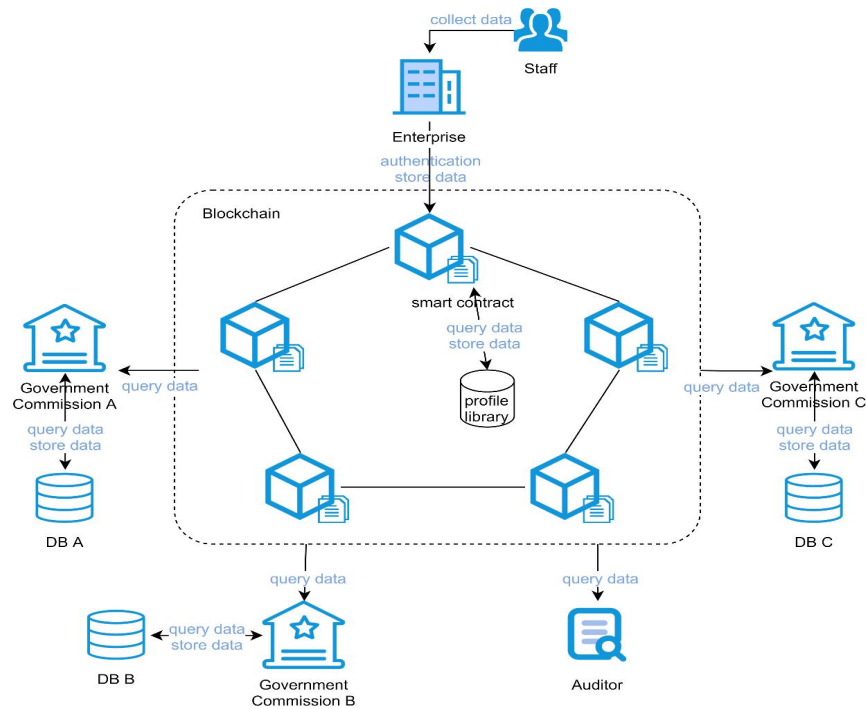 collect data
Staff
Enterprise
authentication
store data
Blockchain
smart contract
query data
store data
profile
library
Government
Commission A
query data
query data
Government
Commission C
query data
store data
DB A
query data
store data
DB C
query data
query data
DB B
query data
store data
Government
Commission B
Auditor